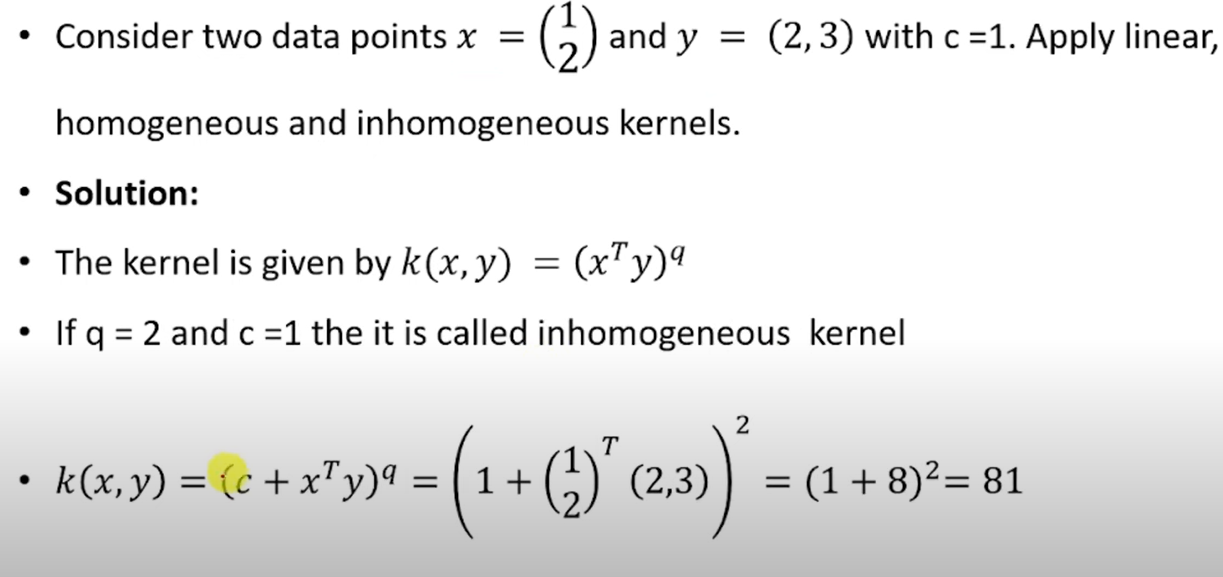 • Consider two data points x = (1 2) and y = (2, 3) with c =1. Apply linear,
homogeneous and inhomogeneous kernels.
• Solution:
• The kernel is given by k(x, y) = (xᵀy)^q
• If q = 2 and c =1 the it is called inhomogeneous kernel
• k(x, y) = (c + xᵀy)^q = (1 + (1 2)ᵀ (2,3))² = (1 + 8)²= 81